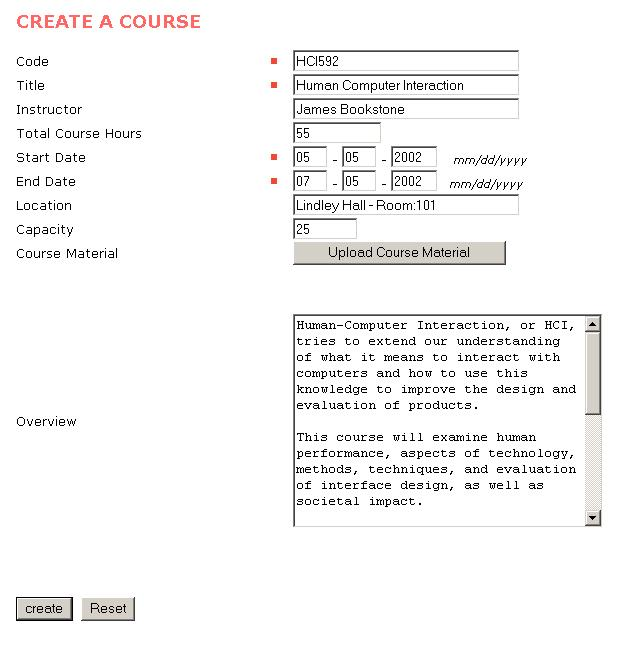 CREATE A COURSE
Code HCI592
Title Human Computer Interaction
Instructor James Bookstone
Total Course Hours 55
Start Date 05 - 05 - 2002 mm/dd/yyyy
End Date 07 - 05 - 2002 mm/dd/yyyy
Location Lindley Hall - Room:101
Capacity 25
Course Material Upload Course Material
Overview
Human-Computer Interaction, or HCI,
tries to extend our understanding
of what it means to interact with
computers and how to use this
knowledge to improve the design and
evaluation of products.
This course will examine human
performance, aspects of technology,
methods, techniques, and evaluation
of interface design, as well as
societal impact.
create Reset